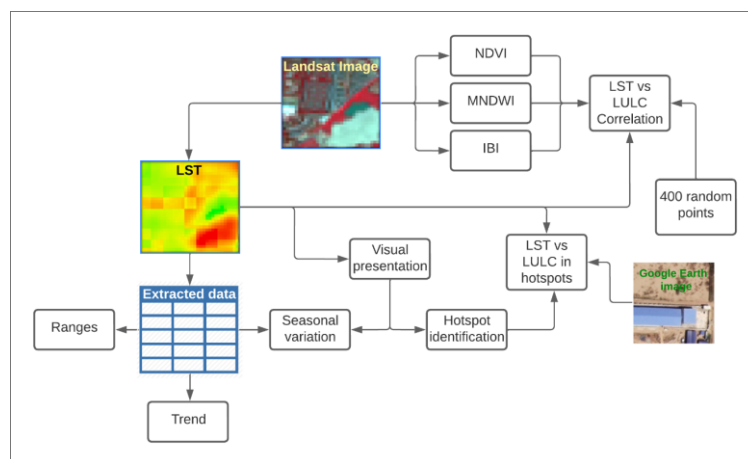 Landsat Image
NDVI
MNDWI
IBI
LST vs
LULC
Correlation
400 random
points
LST
Visual
presentation
LST vs
LULC in
hotspots
Google Earth
image
Extracted data
Ranges
Seasonal
variation
Hotspot
identification
Trend